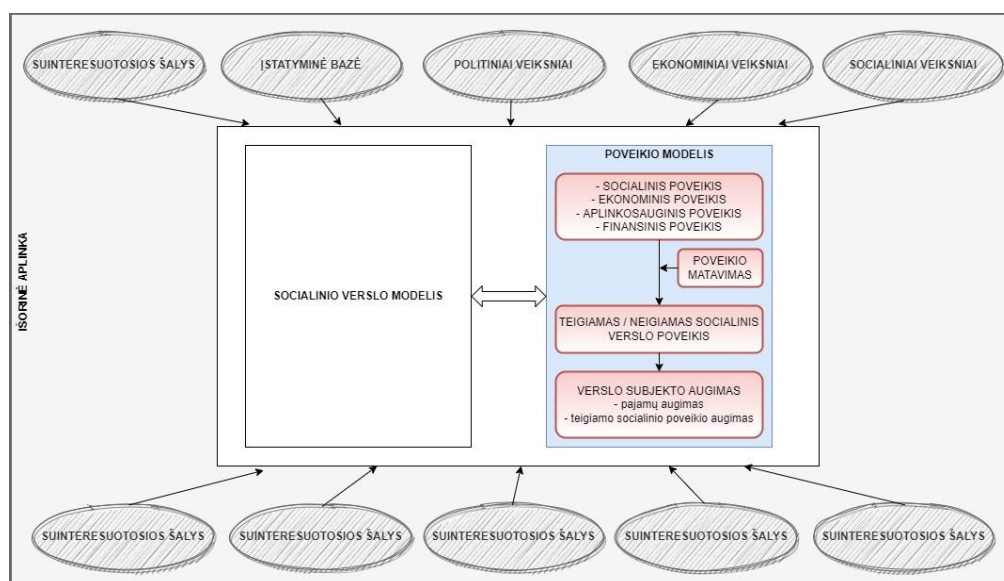 SUINTERESUOTOSIOS ŠALYS
ĮSTATYMINĖ BAZĖ
POLITINIAI VEIKSNIAI
EKONOMINIAI VEIKSNIAI
SOCIALINIAI VEIKSNIAI
IŠORINĖ APLINKA
SOCIALINIO VERSLO MODELIS
POVEIKIO MODELIS
- SOCIALINIS POVEIKIS
- EKONOMINIS POVEIKIS
- APLINKOSAUGINIS POVEIKIS
- FINANSINIS POVEIKIS
POVEIKIO
MATAVIMAS
TEIGIAMAS / NEIGIAMAS SOCIALINIS
VERSLO POVEIKIS
VERSLO SUBJEKTO AUGIMAS
- pajamų augimas
- teigiamo socialinio poveikio augimas
SUINTERESUOTOSIOS ŠALYS
SUINTERESUOTOSIOS ŠALYS
SUINTERESUOTOSIOS ŠALYS
SUINTERESUOTOSIOS ŠALYS
SUINTERESUOTOSIOS ŠALYS